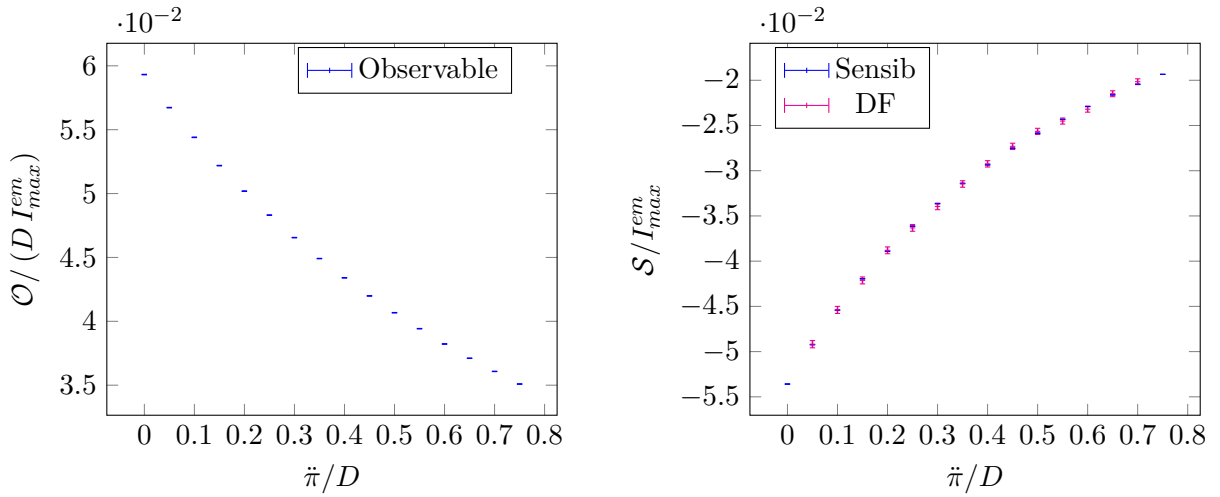 ·10−2
6
5.5
5
4.5
4
3.5
0 0.1 0.2 0.3 0.4 0.5 0.6 0.7 0.8
π̈/D
O/ (D I^{em}_{max})
Observable
·10−2
−2
−2.5
−3
−3.5
−4
−4.5
−5
−5.5
0 0.1 0.2 0.3 0.4 0.5 0.6 0.7 0.8
π̈/D
S/I^{em}_{max}
Sensib
DF